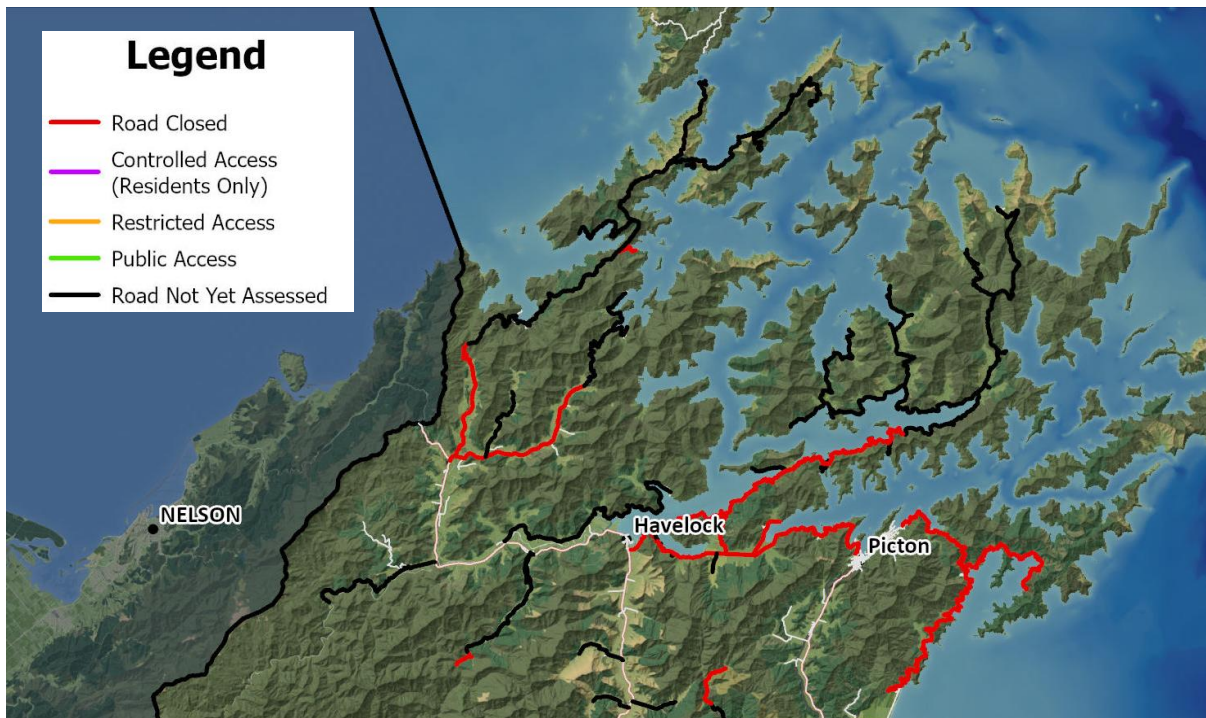 Legend
Road Closed
Controlled Access
(Residents Only)
Restricted Access
Public Access
Road Not Yet Assessed
NELSON
Havelock
Picton